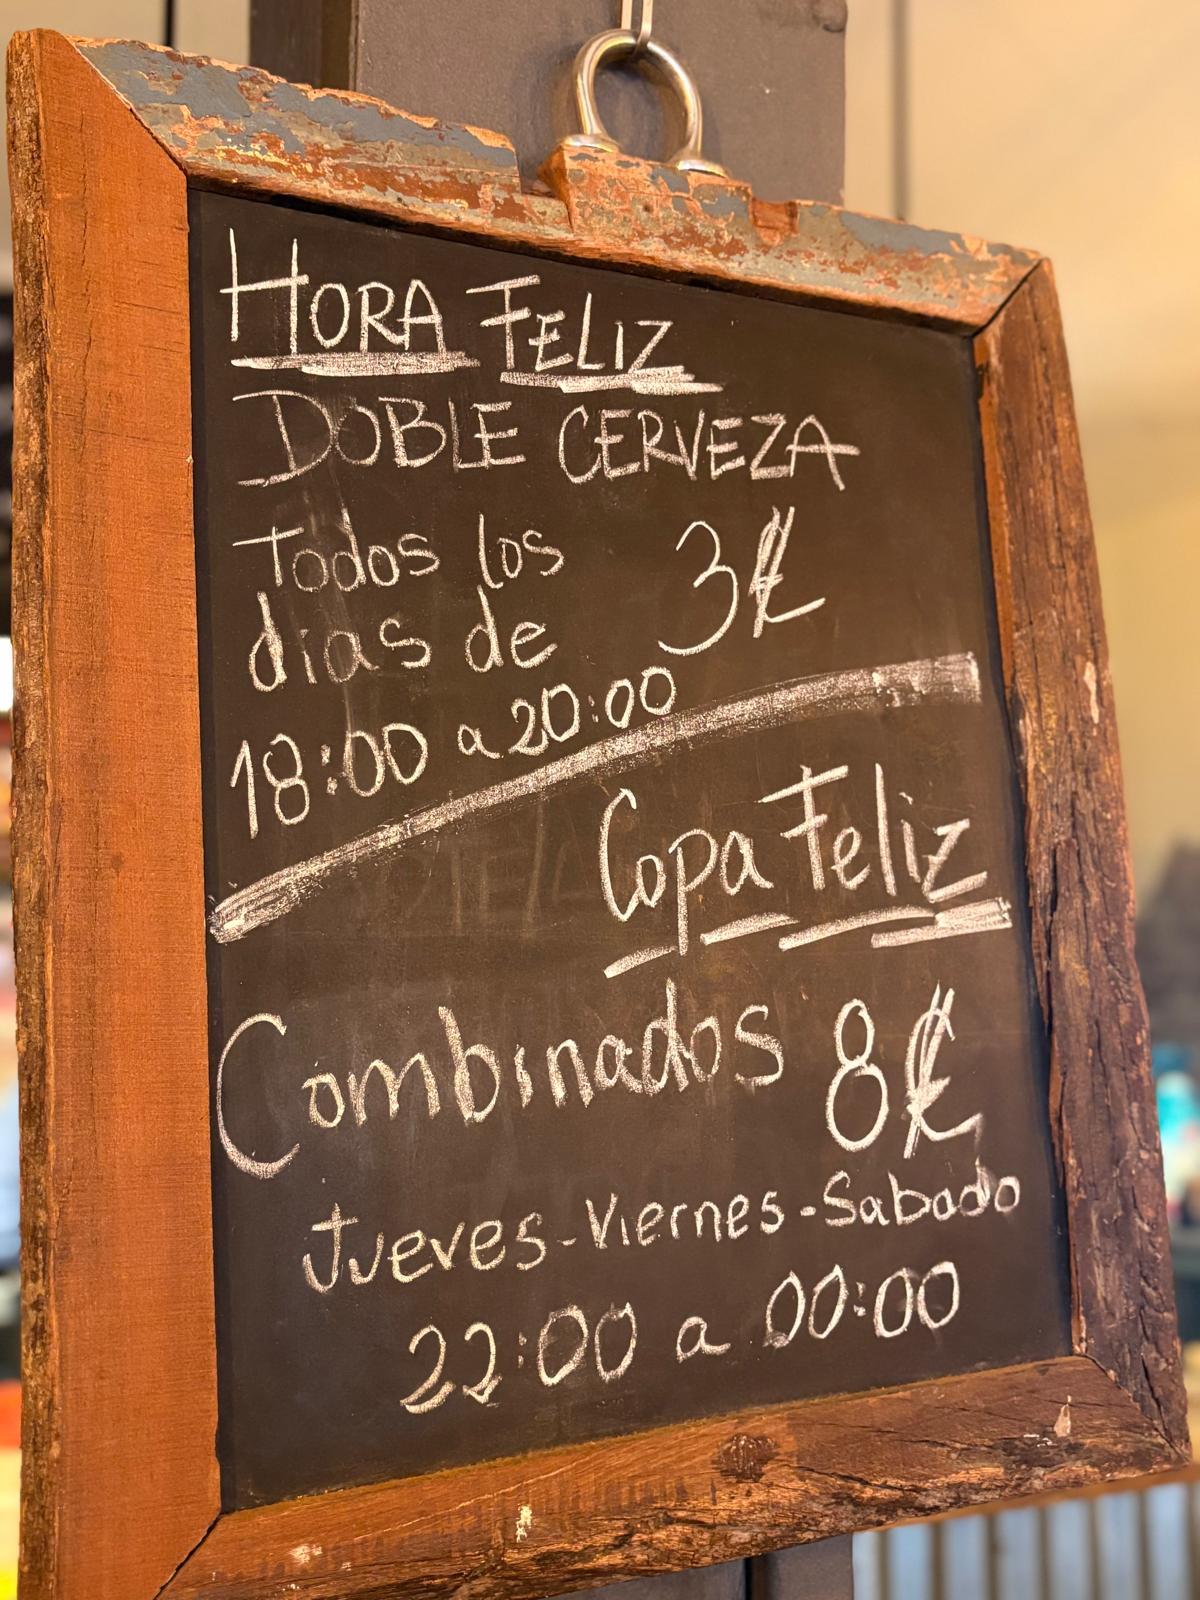 HORA FELIZ
DOBLE CERVEZA
Todos los 3€
dias de
18:00 a 20:00
Copa Feliz
Combinados 8€
Jueves-Viernes-Sabado
22:00 a 00:00